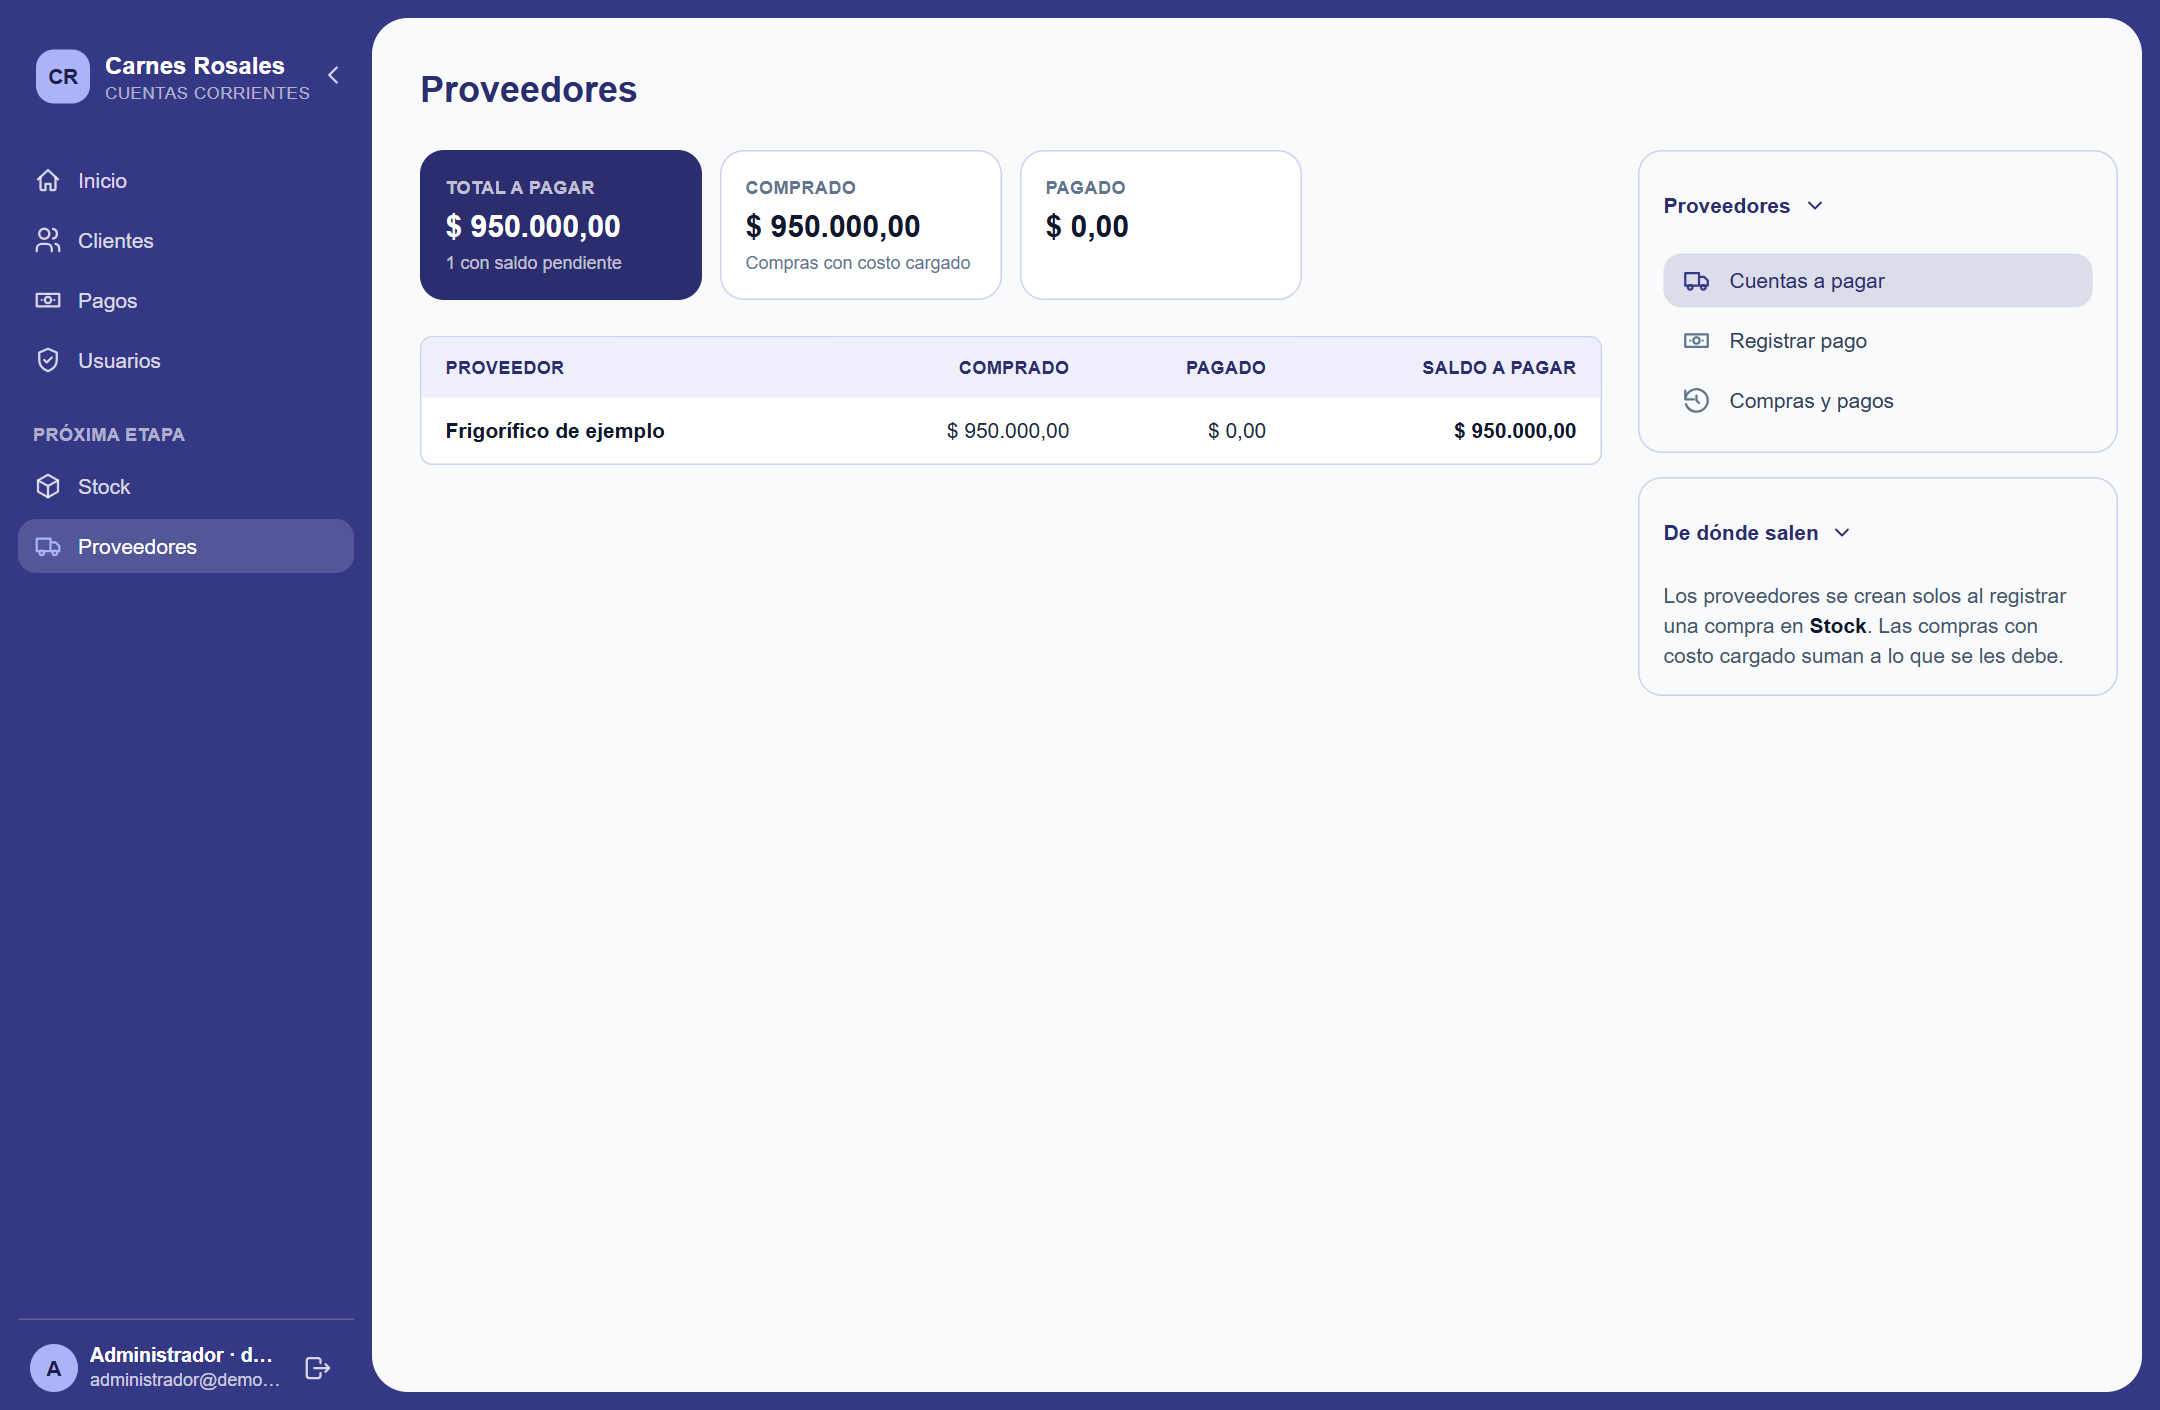 CR
Carnes Rosales
CUENTAS CORRIENTES
Inicio
Clientes
Pagos
Usuarios
PRÓXIMA ETAPA
Stock
Proveedores
A
Administrador · d...
administrador@demo...
Proveedores
TOTAL A PAGAR
$ 950.000,00
1 con saldo pendiente
COMPRADO
$ 950.000,00
Compras con costo cargado
PAGADO
$ 0,00
PROVEEDOR COMPRADO PAGADO SALDO A PAGAR
Frigorífico de ejemplo $ 950.000,00 $ 0,00 $ 950.000,00
Proveedores
Cuentas a pagar
Registrar pago
Compras y pagos
De dónde salen
Los proveedores se crean solos al registrar
una compra en Stock. Las compras con
costo cargado suman a lo que se les debe.